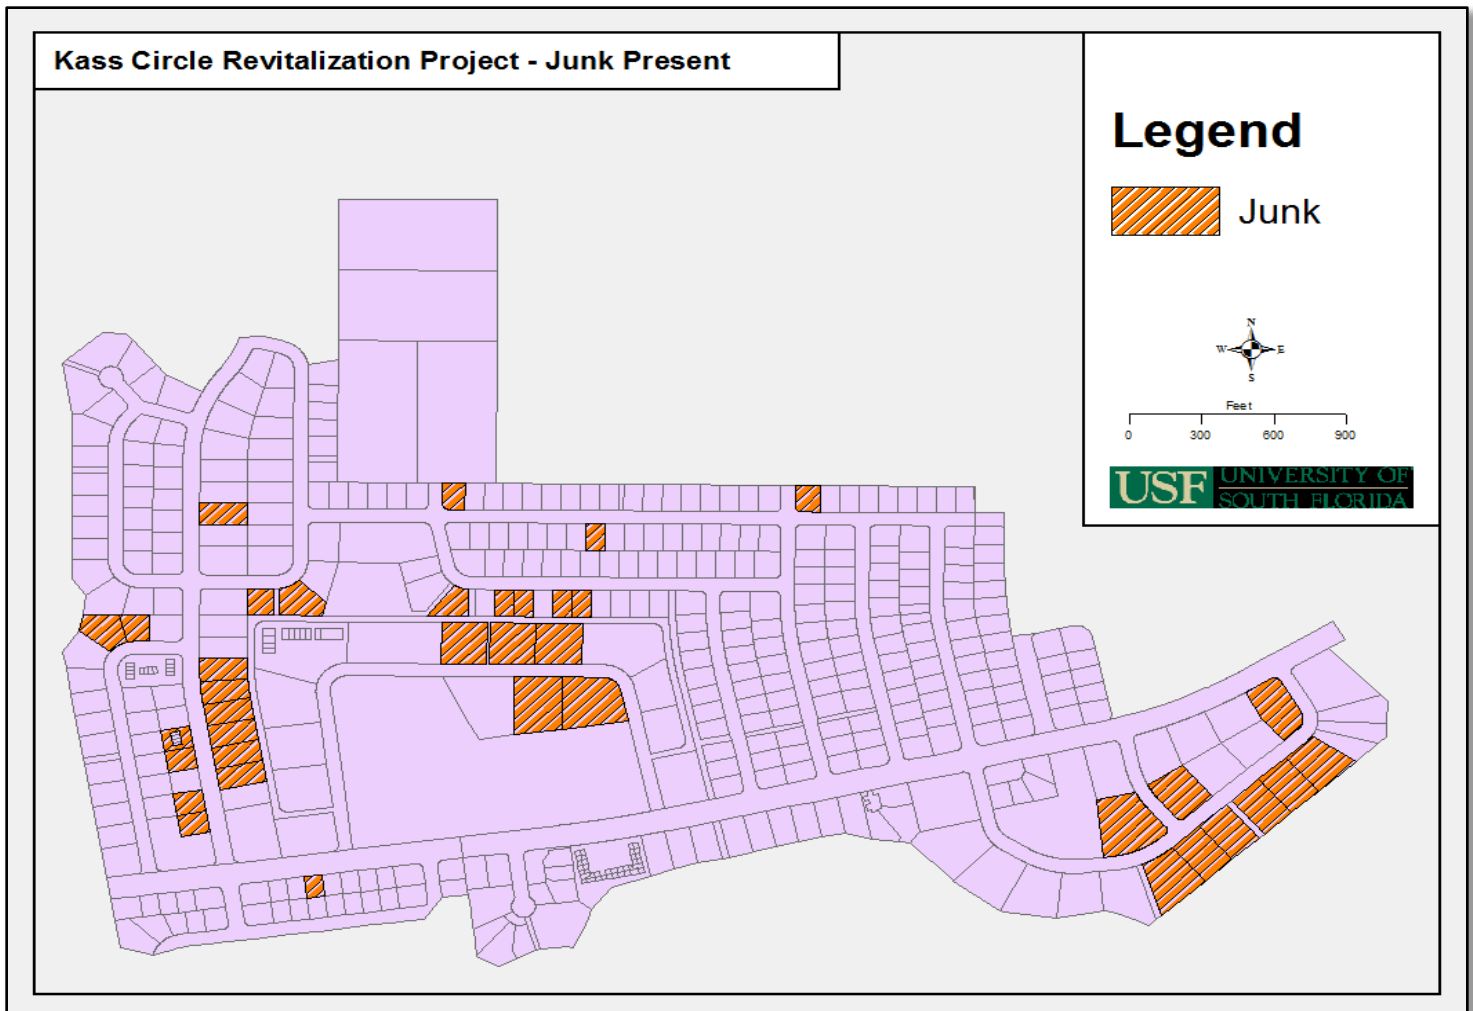 Kass Circle Revitalization Project - Junk Present
Legend
Junk
N
W E
S
Feet
0 300 600 900
USF UNIVERSITY OF
SOUTH FLORIDA